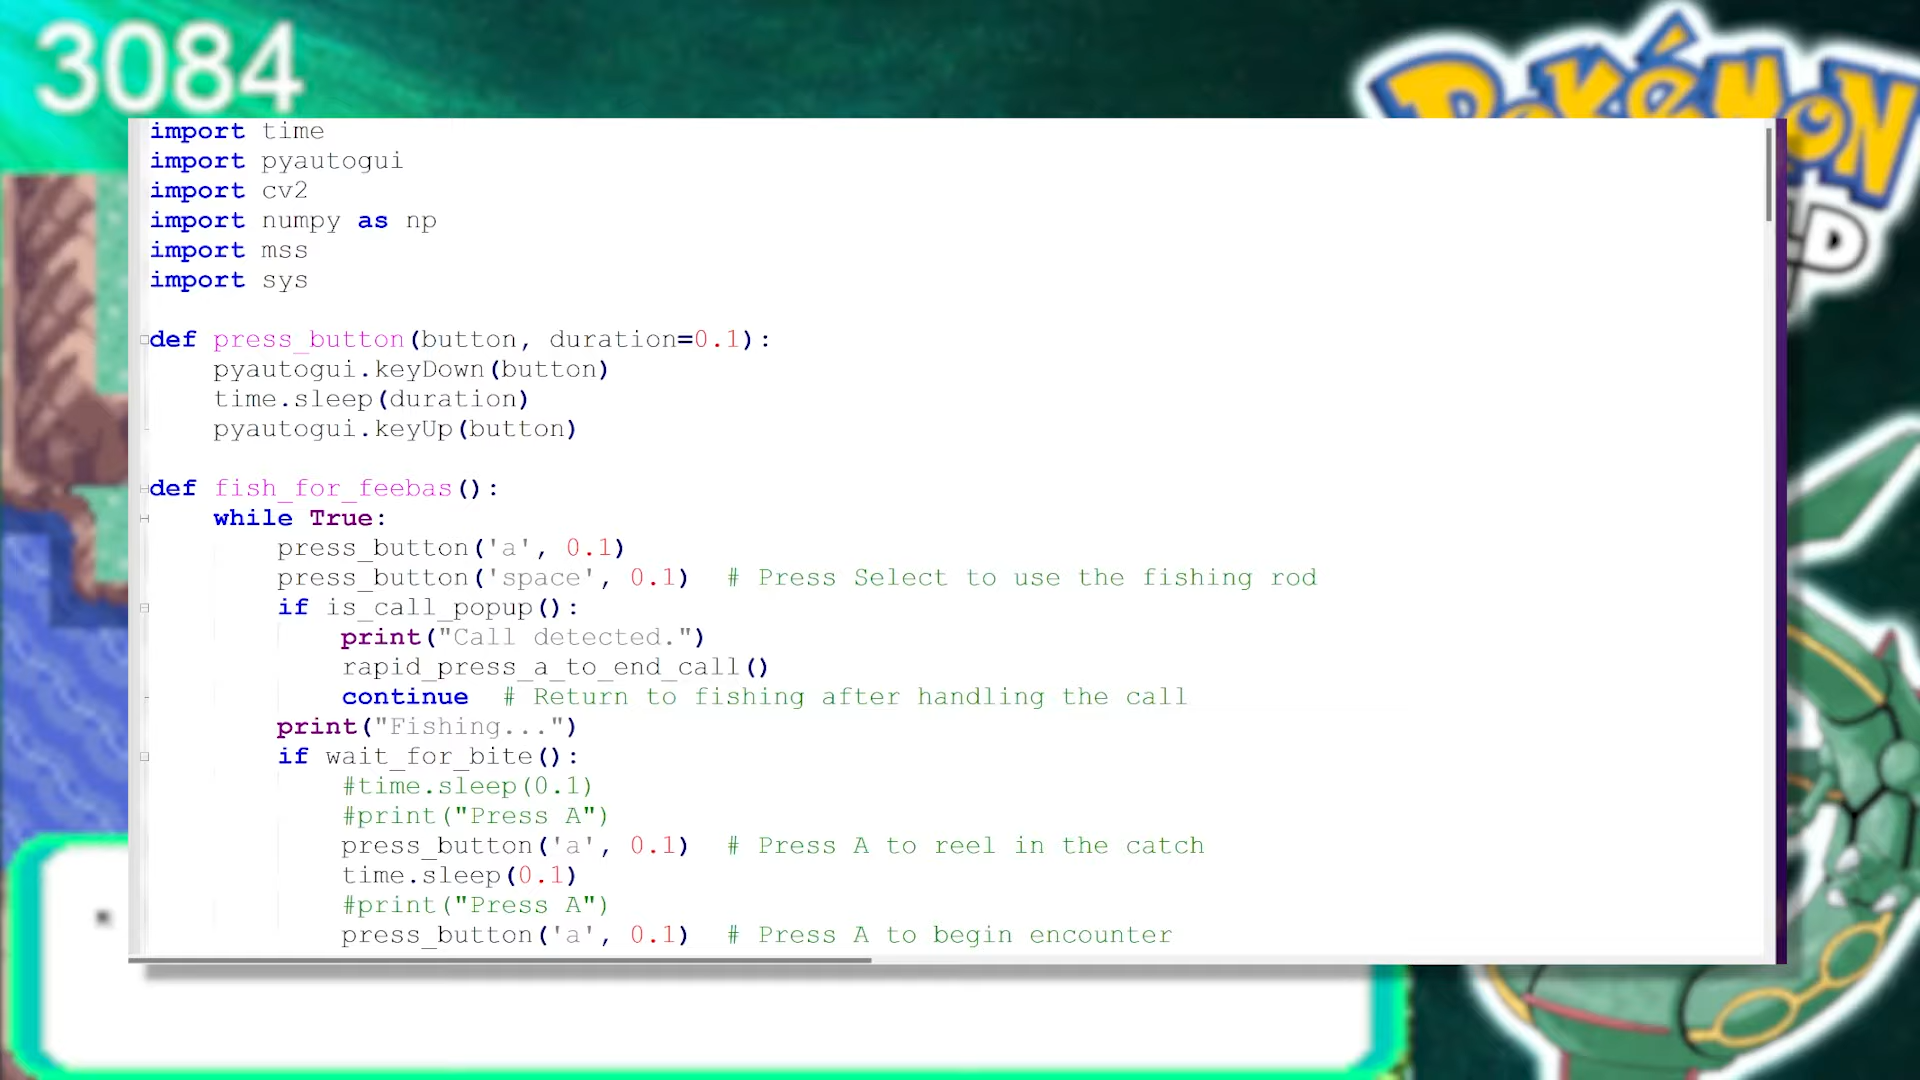 3084
Pokémon
import time
import pyautogui
import cv2
import numpy as np
import mss
import sys
def press_button(button, duration=0.1):
    pyautogui.keyDown(button)
    time.sleep(duration)
    pyautogui.keyUp(button)
def fish_for_feebas():
    while True:
        press_button('a', 0.1)
        press_button('space', 0.1)  # Press Select to use the fishing rod
        if is_call_popup():
            print("Call detected.")
            rapid_press_a_to_end_call()
            continue  # Return to fishing after handling the call
        print("Fishing...")
        if wait_for_bite():
            #time.sleep(0.1)
            #print("Press A")
            press_button('a', 0.1)  # Press A to reel in the catch
            time.sleep(0.1)
            #print("Press A")
            press_button('a', 0.1)  # Press A to begin encounter